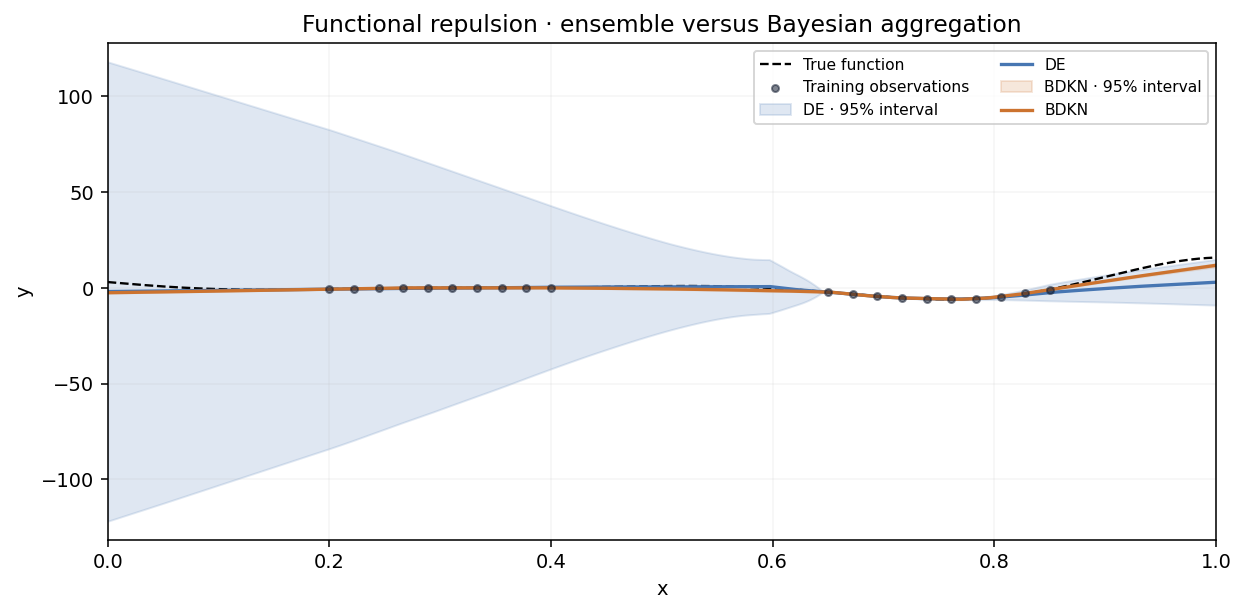 Functional repulsion · ensemble versus Bayesian aggregation
True function
Training observations
DE · 95% interval
DE
BDKN · 95% interval
BDKN
y
100
50
0
−50
−100
0.0
0.2
0.4
0.6
0.8
1.0
x